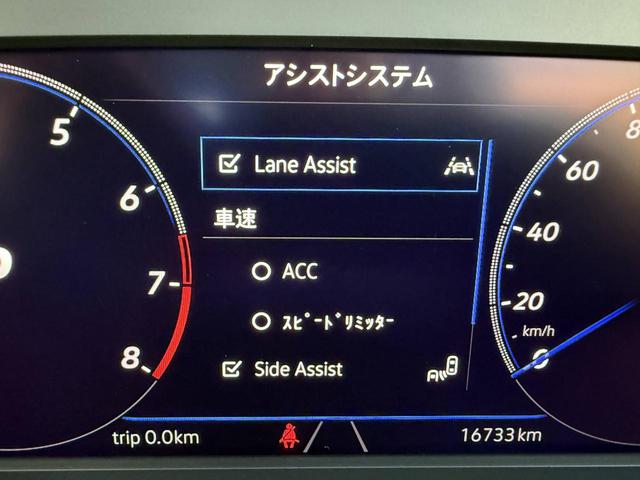 アシストシステム
5
6
7
8
Lane Assist
車速
ACC
ｽﾋﾟｰﾄﾞﾘﾐｯﾀｰ
Side Assist
60
40
20
km/h
0
trip 0.0km
16733km